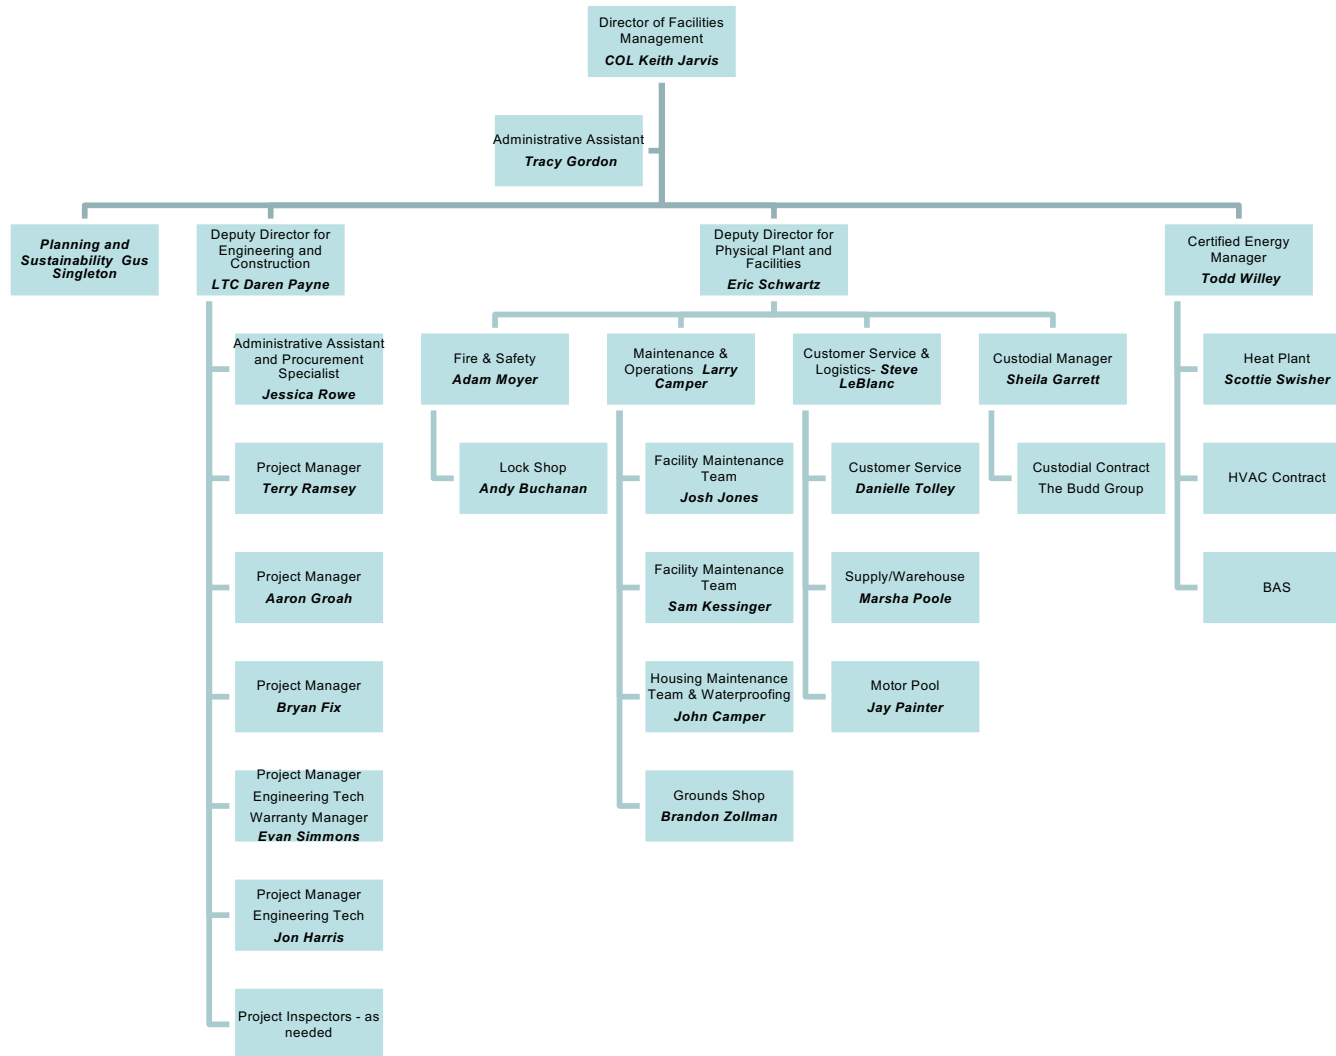 Director of Facilities
Management
COL Keith Jarvis
Administrative Assistant
Tracy Gordon
Planning and
Sustainability Gus
Singleton
Deputy Director for
Engineering and
Construction
LTC Daren Payne
Deputy Director for
Physical Plant and
Facilities
Eric Schwartz
Certified Energy
Manager
Todd Willey
Administrative Assistant
and Procurement
Specialist
Jessica Rowe
Project Manager
Terry Ramsey
Project Manager
Aaron Groah
Project Manager
Bryan Fix
Project Manager
Engineering Tech
Warranty Manager
Evan Simmons
Project Manager
Engineering Tech
Jon Harris
Project Inspectors - as
needed
Fire & Safety
Adam Moyer
Lock Shop
Andy Buchanan
Maintenance &
Operations Larry
Camper
Facility Maintenance
Team
Josh Jones
Facility Maintenance
Team
Sam Kessinger
Housing Maintenance
Team & Waterproofing
John Camper
Grounds Shop
Brandon Zollman
Customer Service &
Logistics- Steve
LeBlanc
Customer Service
Danielle Tolley
Supply/Warehouse
Marsha Poole
Motor Pool
Jay Painter
Custodial Manager
Sheila Garrett
Custodial Contract
The Budd Group
Heat Plant
Scottie Swisher
HVAC Contract
BAS